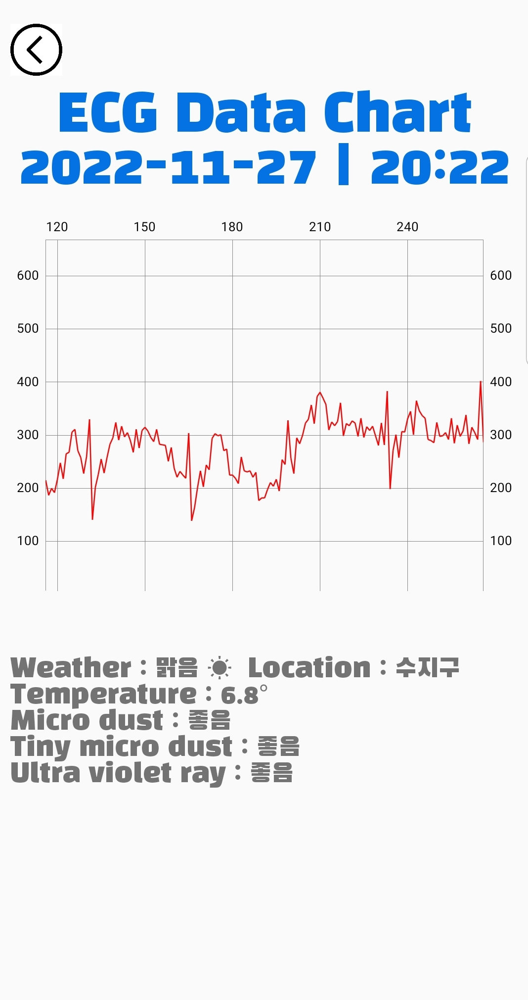 ECG Data Chart
2022-11-27 | 20:22
120 150 180 210 240
600 600
500 500
400 400
300 300
200 200
100 100
Weather : 맑음 ☀ Location : 수지구
Temperature : 6.8°
Micro dust : 좋음
Tiny micro dust : 좋음
Ultra violet ray : 좋음